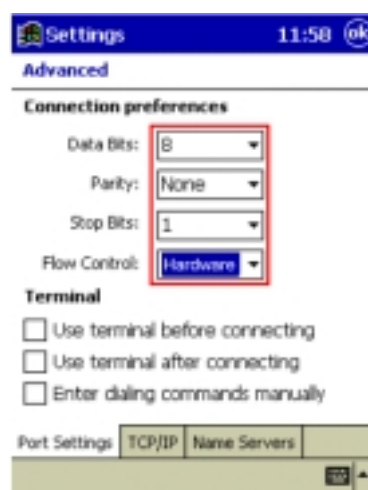 Settings 11:58 ok
Advanced
Connection preferences
Data Bits: 8
Parity: None
Stop Bits: 1
Flow Control: Hardware
Terminal
Use terminal before connecting
Use terminal after connecting
Enter dialing commands manually
Port Settings TCP/IP Name Servers